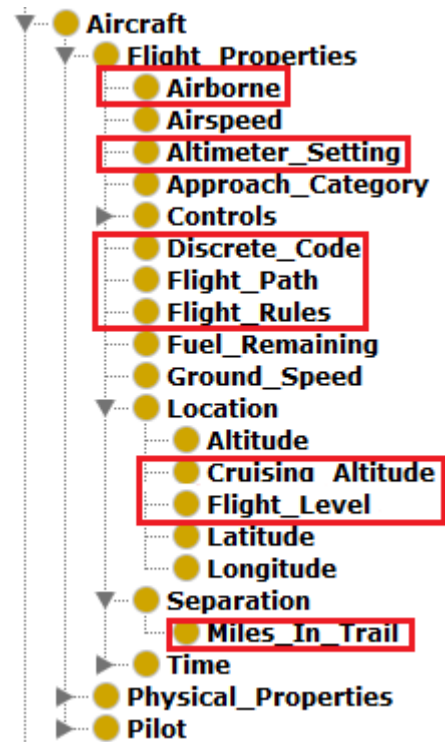 Aircraft
Flight_Properties
Airborne
Airspeed
Altimeter_Setting
Approach_Category
Controls
Discrete_Code
Flight_Path
Flight_Rules
Fuel_Remaining
Ground_Speed
Location
Altitude
Cruising_Altitude
Flight_Level
Latitude
Longitude
Separation
Miles_In_Trail
Time
Physical_Properties
Pilot